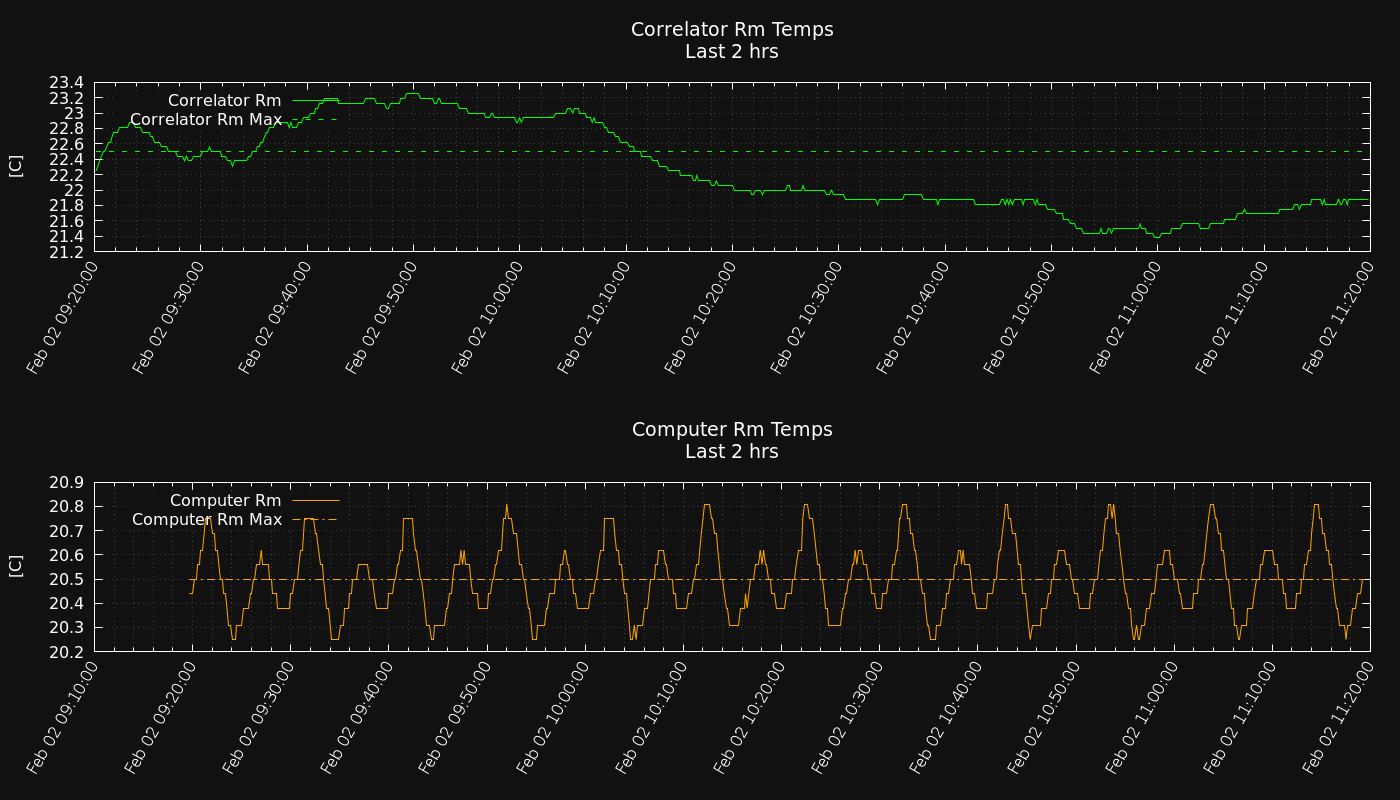 Correlator Rm Temps
Last 2 hrs
23.4
23.2
23
22.8
22.6
22.4
22.2
22
21.8
21.6
21.4
21.2
[C]
Correlator Rm
Correlator Rm Max
Feb 02 09:20:00
Feb 02 09:30:00
Feb 02 09:40:00
Feb 02 09:50:00
Feb 02 10:00:00
Feb 02 10:10:00
Feb 02 10:20:00
Feb 02 10:30:00
Feb 02 10:40:00
Feb 02 10:50:00
Feb 02 11:00:00
Feb 02 11:10:00
Feb 02 11:20:00
Computer Rm Temps
Last 2 hrs
20.9
20.8
20.7
20.6
20.5
20.4
20.3
20.2
[C]
Computer Rm
Computer Rm Max
Feb 02 09:10:00
Feb 02 09:20:00
Feb 02 09:30:00
Feb 02 09:40:00
Feb 02 09:50:00
Feb 02 10:00:00
Feb 02 10:10:00
Feb 02 10:20:00
Feb 02 10:30:00
Feb 02 10:40:00
Feb 02 10:50:00
Feb 02 11:00:00
Feb 02 11:10:00
Feb 02 11:20:00